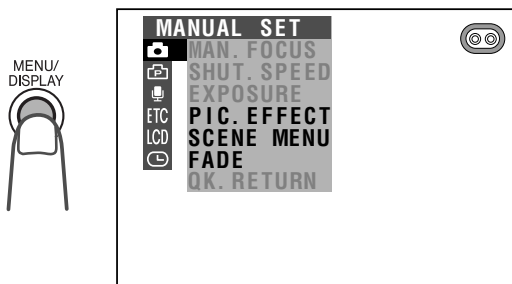 MENU/
DISPLAY
MANUAL SET
MAN. FOCUS
P SHUT. SPEED
EXPOSURE
ETC PIC. EFFECT
LCD SCENE MENU
FADE
QK. RETURN